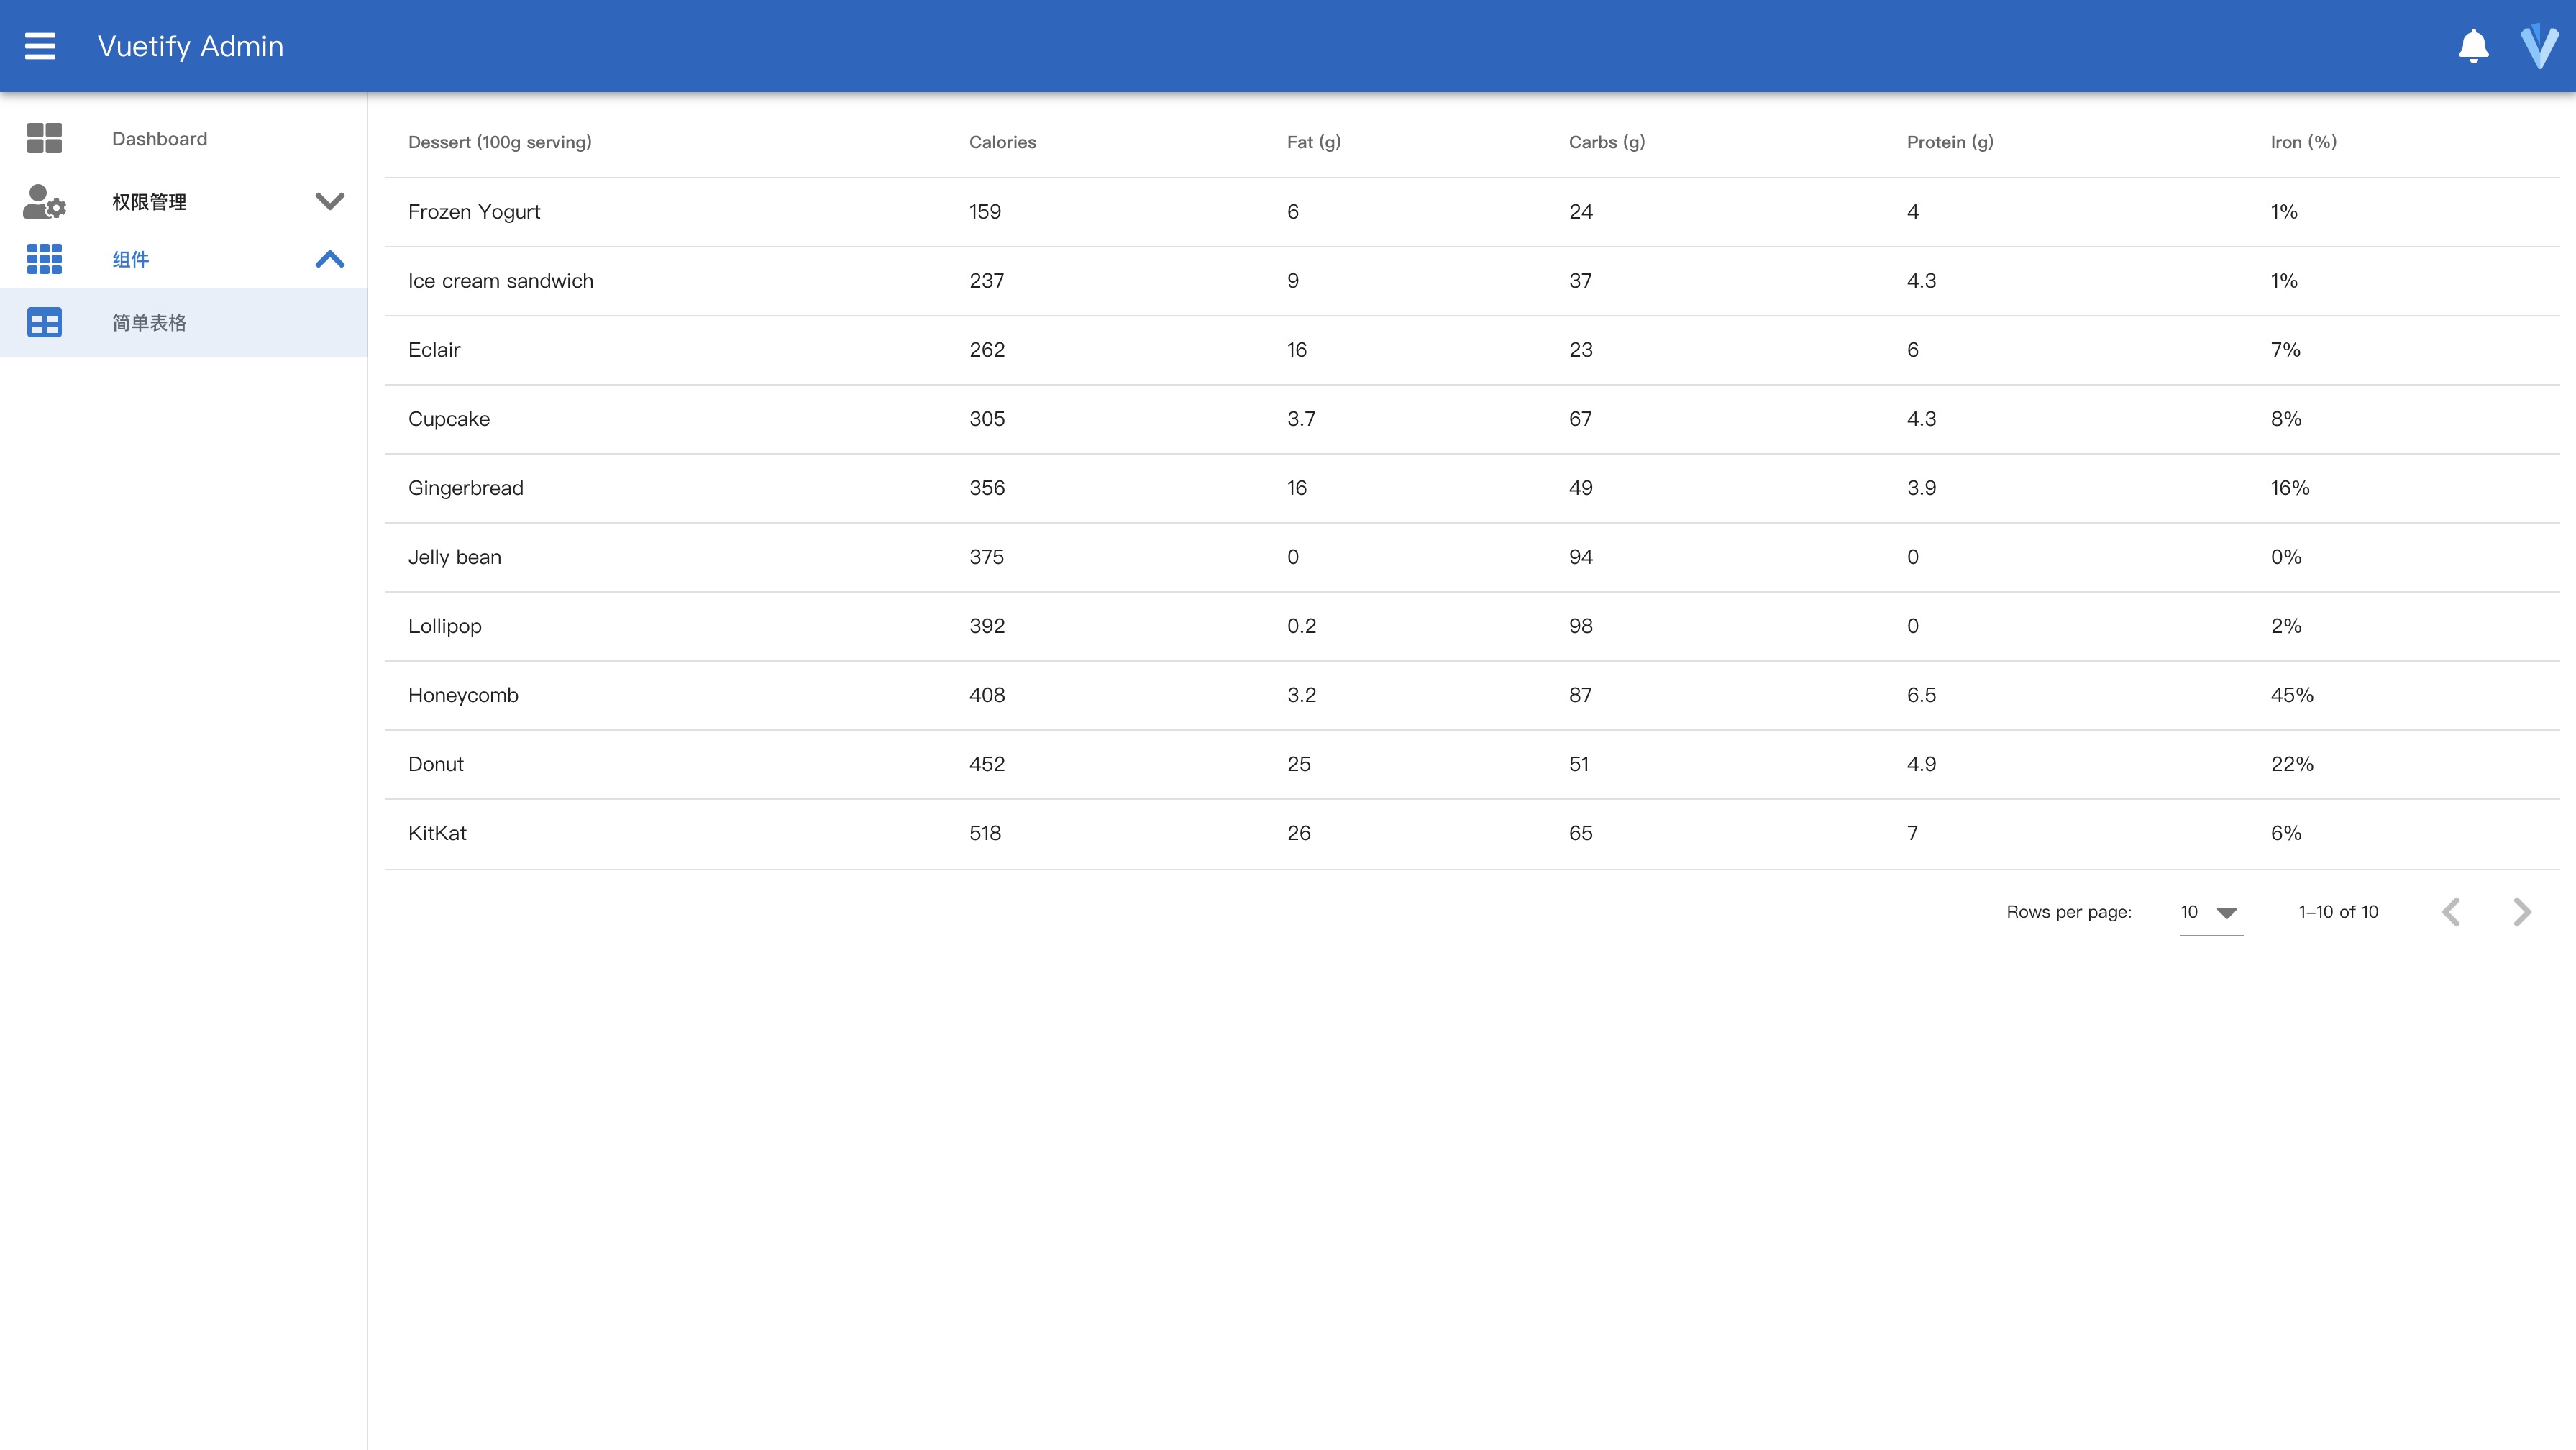 Vuetify Admin
Dashboard
权限管理
组件
简单表格
Dessert (100g serving) Calories Fat (g) Carbs (g) Protein (g) Iron (%)
Frozen Yogurt 159 6 24 4 1%
Ice cream sandwich 237 9 37 4.3 1%
Eclair 262 16 23 6 7%
Cupcake 305 3.7 67 4.3 8%
Gingerbread 356 16 49 3.9 16%
Jelly bean 375 0 94 0 0%
Lollipop 392 0.2 98 0 2%
Honeycomb 408 3.2 87 6.5 45%
Donut 452 25 51 4.9 22%
KitKat 518 26 65 7 6%
Rows per page: 10 1–10 of 10